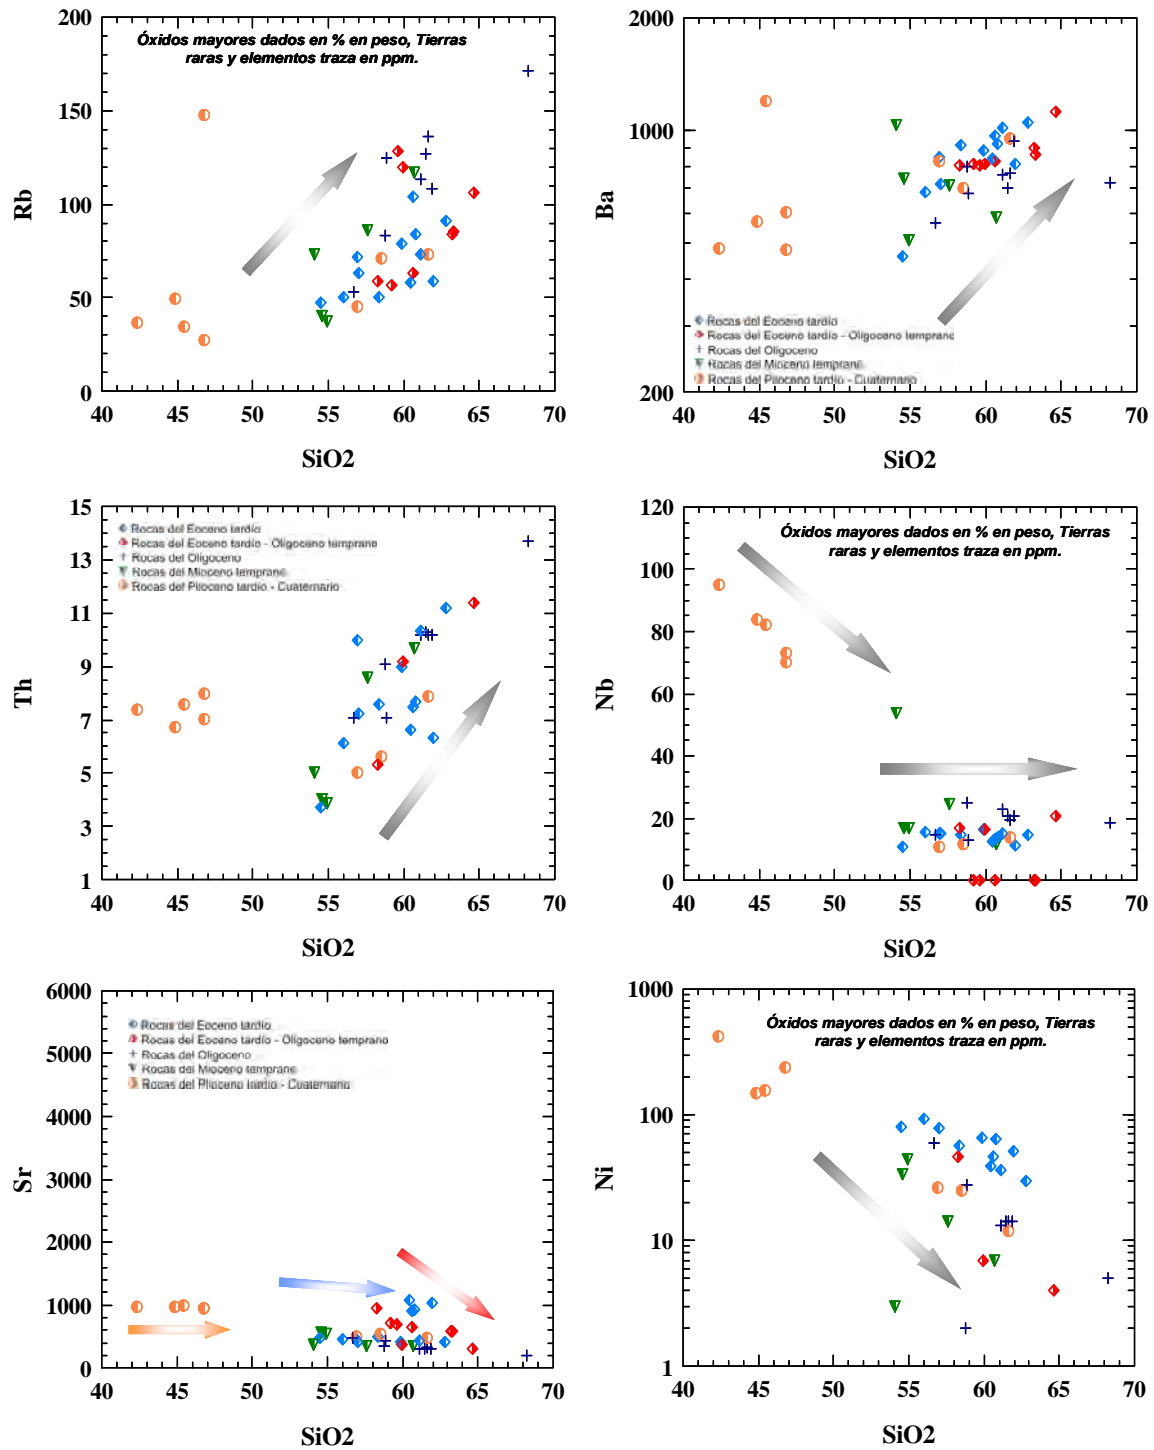 200
150
100
50
0
Rb
Óxidos mayores dados en % en peso, Tierras
raras y elementos traza en ppm.
40 45 50 55 60 65 70
SiO2
2000
1000
200
Ba
Rocas del Eoceno tardío
Rocas del Eoceno tardío - Oligoceno temprano
Rocas del Oligoceno
Rocas del Mioceno temprano
Rocas del Plioceno tardío - Cuaternario
40 45 50 55 60 65 70
SiO2
15
13
11
9
7
5
3
1
Th
Rocas del Eoceno tardío
Rocas del Eoceno tardío - Oligoceno temprano
Rocas del Oligoceno
Rocas del Mioceno temprano
Rocas del Plioceno tardío - Cuaternario
40 45 50 55 60 65 70
SiO2
120
100
80
60
40
20
0
Nb
Óxidos mayores dados en % en peso, Tierras
raras y elementos traza en ppm.
40 45 50 55 60 65 70
SiO2
6000
5000
4000
3000
2000
1000
0
Sr
Rocas del Eoceno tardío
Rocas del Eoceno tardío - Oligoceno temprano
Rocas del Oligoceno
Rocas del Mioceno temprano
Rocas del Plioceno tardío - Cuaternario
40 45 50 55 60 65 70
SiO2
1000
100
10
1
Ni
Óxidos mayores dados en % en peso, Tierras
raras y elementos traza en ppm.
40 45 50 55 60 65 70
SiO2